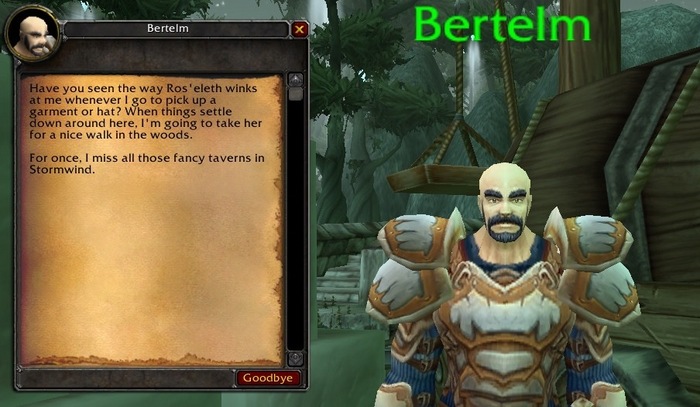 Bertelm
Bertelm
Have you seen the way Ros'eleth winks
at me whenever I go to pick up a
garment or hat? When things settle
down around here, I'm going to take her
for a nice walk in the woods.
For once, I miss all those fancy taverns in
Stormwind.
Goodbye